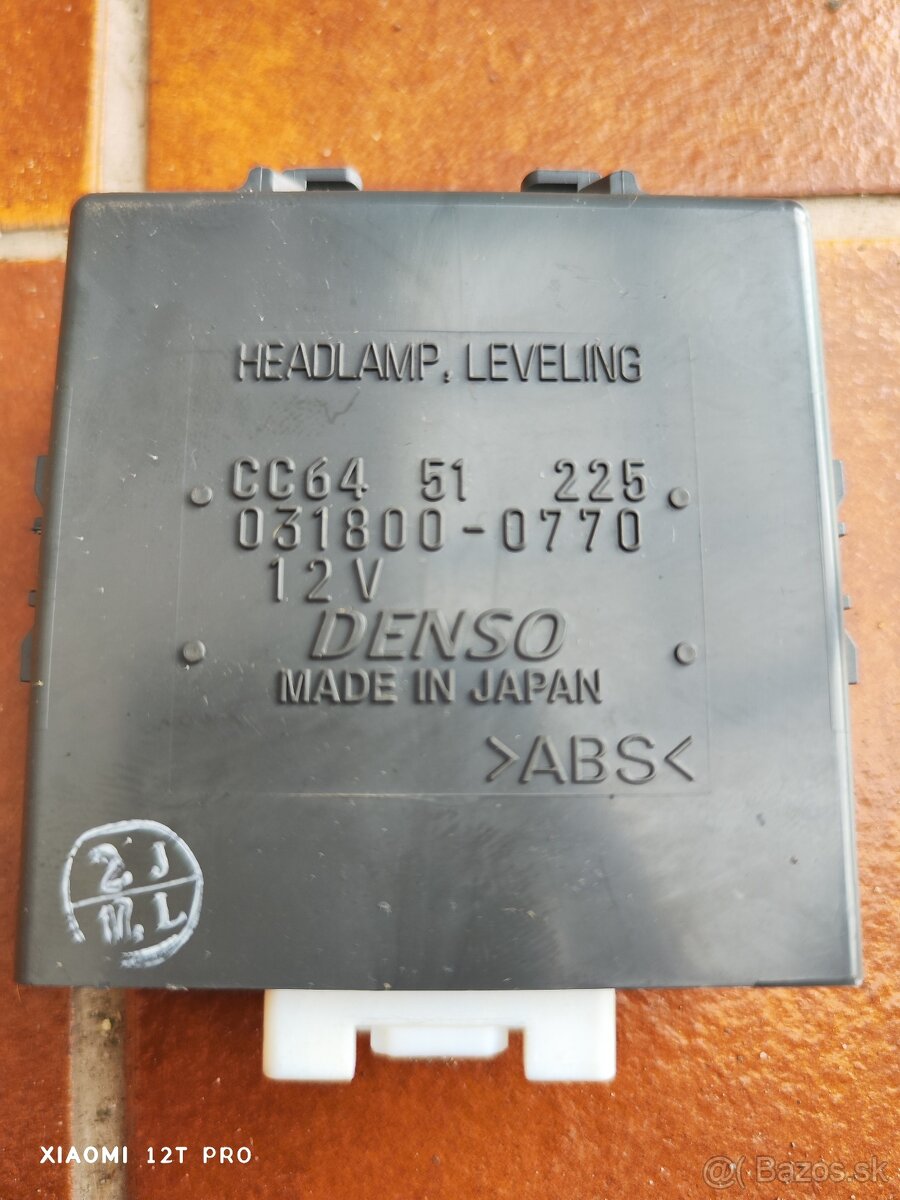 HEADLAMP, LEVELING
CC64 51 225
031800-0770
12V
DENSO
MADE IN JAPAN
>ABS<
2. J
17. L
XIAOMI 12T PRO
@ Bazos.sk